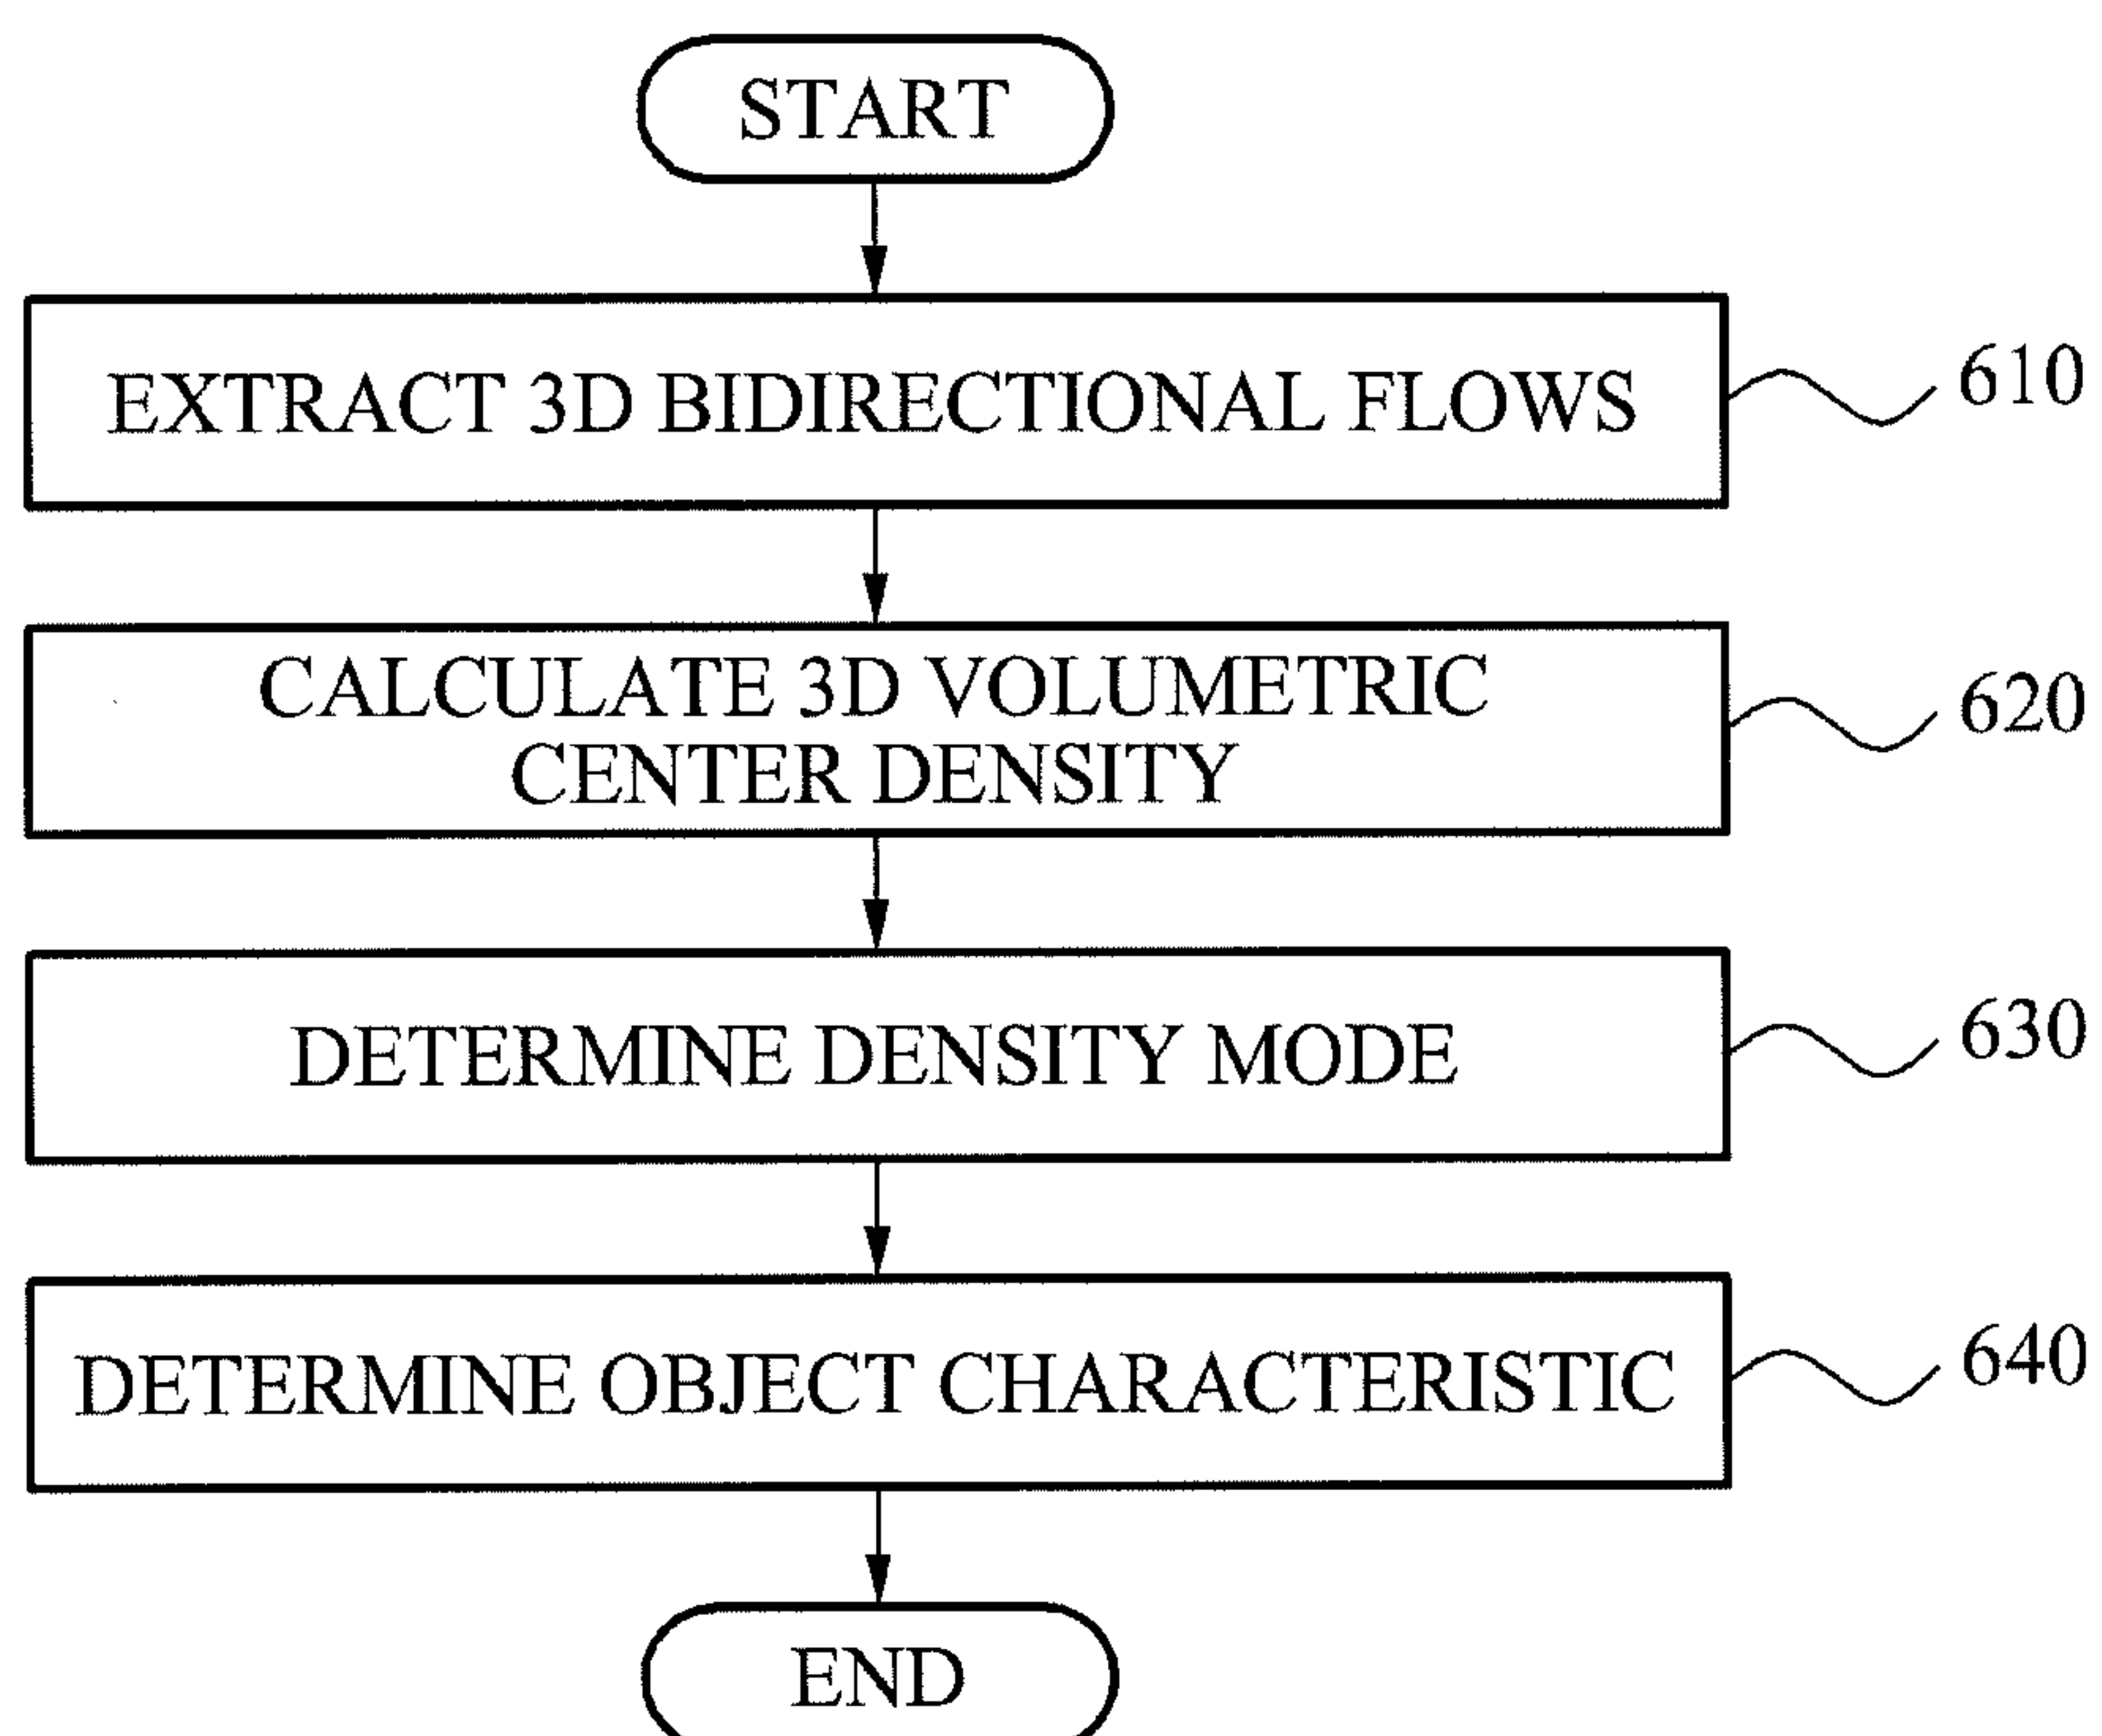 START
EXTRACT 3D BIDIRECTIONAL FLOWS
610
CALCULATE 3D VOLUMETRIC
CENTER DENSITY
620
DETERMINE DENSITY MODE
630
DETERMINE OBJECT CHARACTERISTIC
640
END